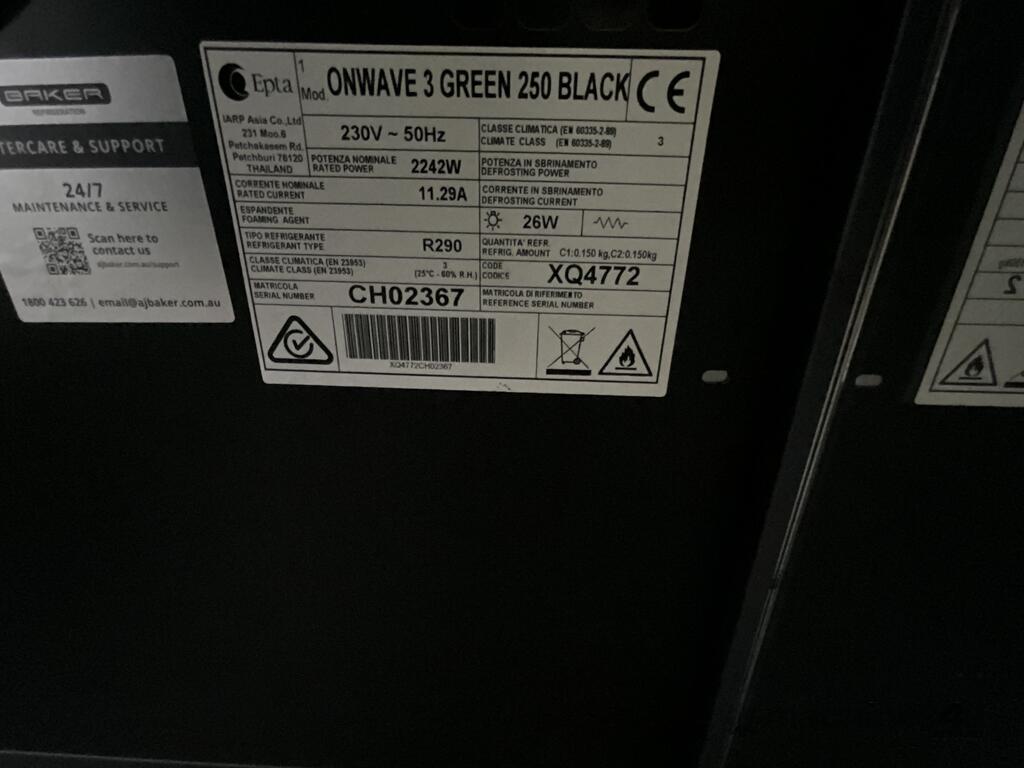 BAKER
REFRIGERATION
TERCARE & SUPPORT
24/7
MAINTENANCE & SERVICE
Scan here to
contact us
ajbaker.com.au/support
1800 423 626 | email@ajbaker.com.au
Epta
1
Mod. ONWAVE 3 GREEN 250 BLACK
CE
IARP Asia Co.,Ltd
231 Moo.6
Petchakasem Rd.
Petchburi 76120
THAILAND
230V ~ 50Hz
CLASSE CLIMATICA (EN 60335-2-89)
CLIMATE CLASS (EN 60335-2-89)
3
POTENZA NOMINALE
RATED POWER
2242W
POTENZA IN SBRINAMENTO
DEFROSTING POWER
CORRENTE NOMINALE
RATED CURRENT
11.29A
CORRENTE IN SBRINAMENTO
DEFROSTING CURRENT
ESPANDENTE
FOAMING AGENT
26W
TIPO REFRIGERANTE
REFRIGERANT TYPE
R290
QUANTITA' REFR.
REFRIG. AMOUNT C1:0.150 kg,C2:0.150kg
CLASSE CLIMATICA (EN 23953)
CLIMATE CLASS (EN 23953)
3
(25°C - 60% R.H.)
CODE
CODICE
XQ4772
MATRICOLA
SERIAL NUMBER
CH02367
MATRICOLA DI RIFERIMENTO
REFERENCE SERIAL NUMBER
XQ4772CH02367